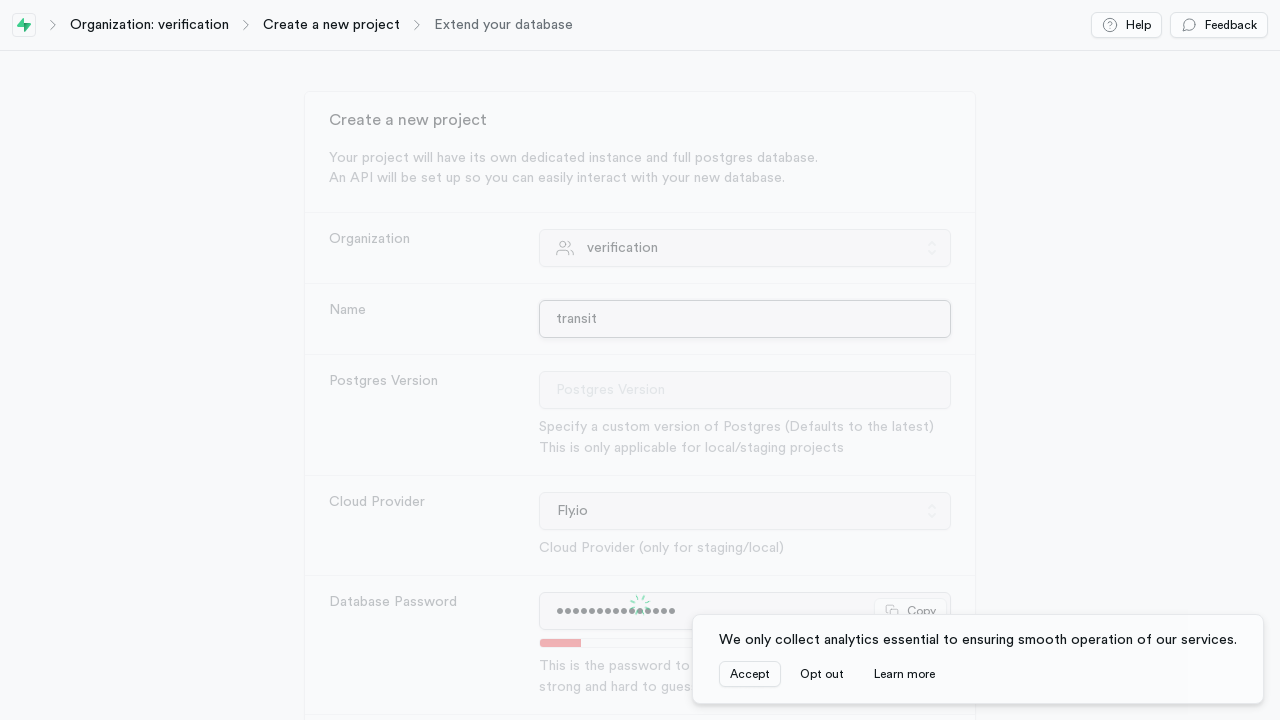 Organization: verification
Create a new project
Extend your database
Help
Feedback
Create a new project
Your project will have its own dedicated instance and full postgres database.
An API will be set up so you can easily interact with your new database.
Organization
verification
Name
transit
Postgres Version
Postgres Version
Specify a custom version of Postgres (Defaults to the latest)
This is only applicable for local/staging projects
Cloud Provider
Fly.io
Cloud Provider (only for staging/local)
Database Password
Copy
This is the password to
strong and hard to gues
We only collect analytics essential to ensuring smooth operation of our services.
Accept
Opt out
Learn more